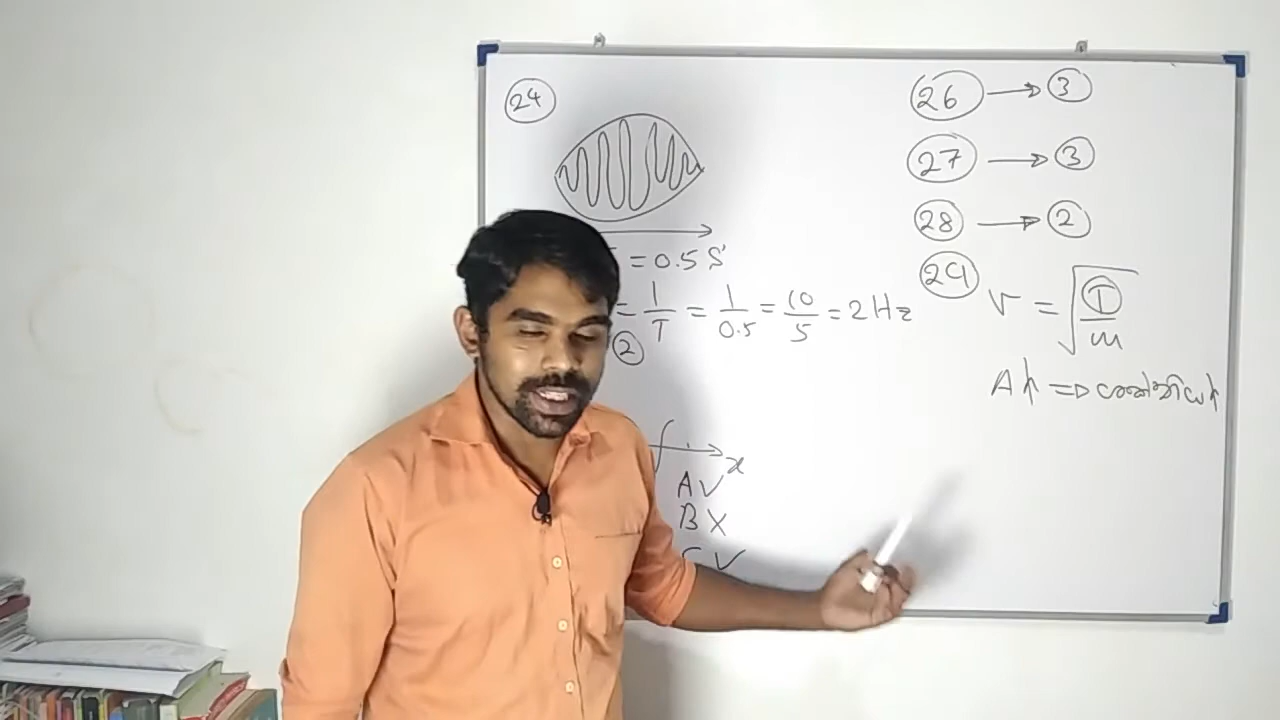 24
= 0.5 S
= 1/T = 1/0.5 = 10/5 = 2 Hz
2
x
A ✓
B X
C ✓
26 → 3
27 → 3
28 → 2
29 v = √(T/m)